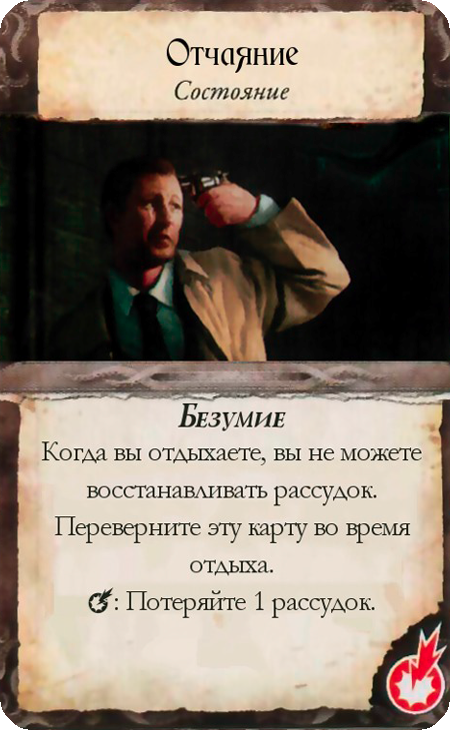 Отчаяние
Состояние
Безумие
Когда вы отдыхаете, вы не можете
восстанавливать рассудок.
Переверните эту карту во время
отдыха.
: Потеряйте 1 рассудок.